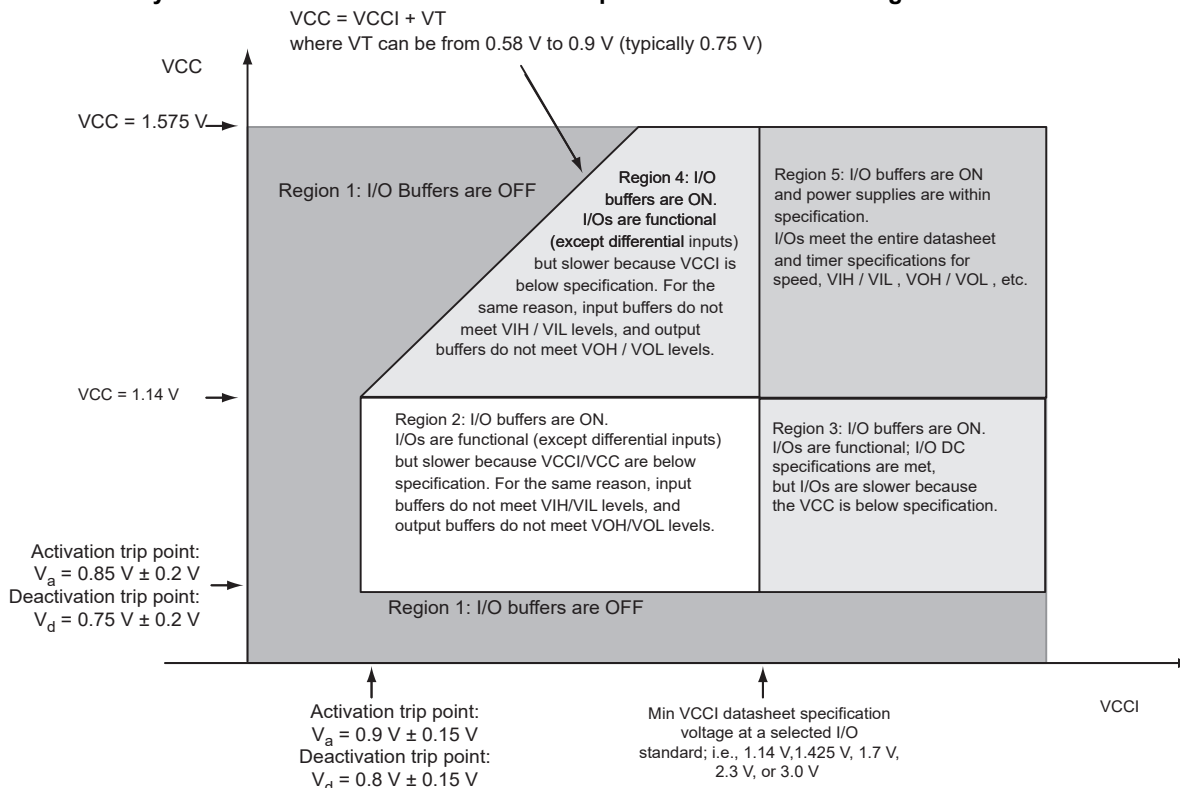 VCC = VCCI + VT
where VT can be from 0.58 V to 0.9 V (typically 0.75 V)
VCC
VCC = 1.575 V
Region 1: I/O Buffers are OFF
Region 4: I/O
buffers are ON.
I/Os are functional
(except differential inputs)
but slower because VCCI is
below specification. For the
same reason, input buffers do not
meet VIH / VIL levels, and output
buffers do not meet VOH / VOL levels.
Region 5: I/O buffers are ON
and power supplies are within
specification.
I/Os meet the entire datasheet
and timer specifications for
speed, VIH / VIL , VOH / VOL , etc.
VCC = 1.14 V
Region 2: I/O buffers are ON.
I/Os are functional (except differential inputs)
but slower because VCCI/VCC are below
specification. For the same reason, input
buffers do not meet VIH/VIL levels, and
output buffers do not meet VOH/VOL levels.
Region 3: I/O buffers are ON.
I/Os are functional; I/O DC
specifications are met,
but I/Os are slower because
the VCC is below specification.
Activation trip point:
Va = 0.85 V ± 0.2 V
Deactivation trip point:
Vd = 0.75 V ± 0.2 V
Region 1: I/O buffers are OFF
Activation trip point:
Va = 0.9 V ± 0.15 V
Deactivation trip point:
Vd = 0.8 V ± 0.15 V
Min VCCI datasheet specification
voltage at a selected I/O
standard; i.e., 1.14 V,1.425 V, 1.7 V,
2.3 V, or 3.0 V
VCCI